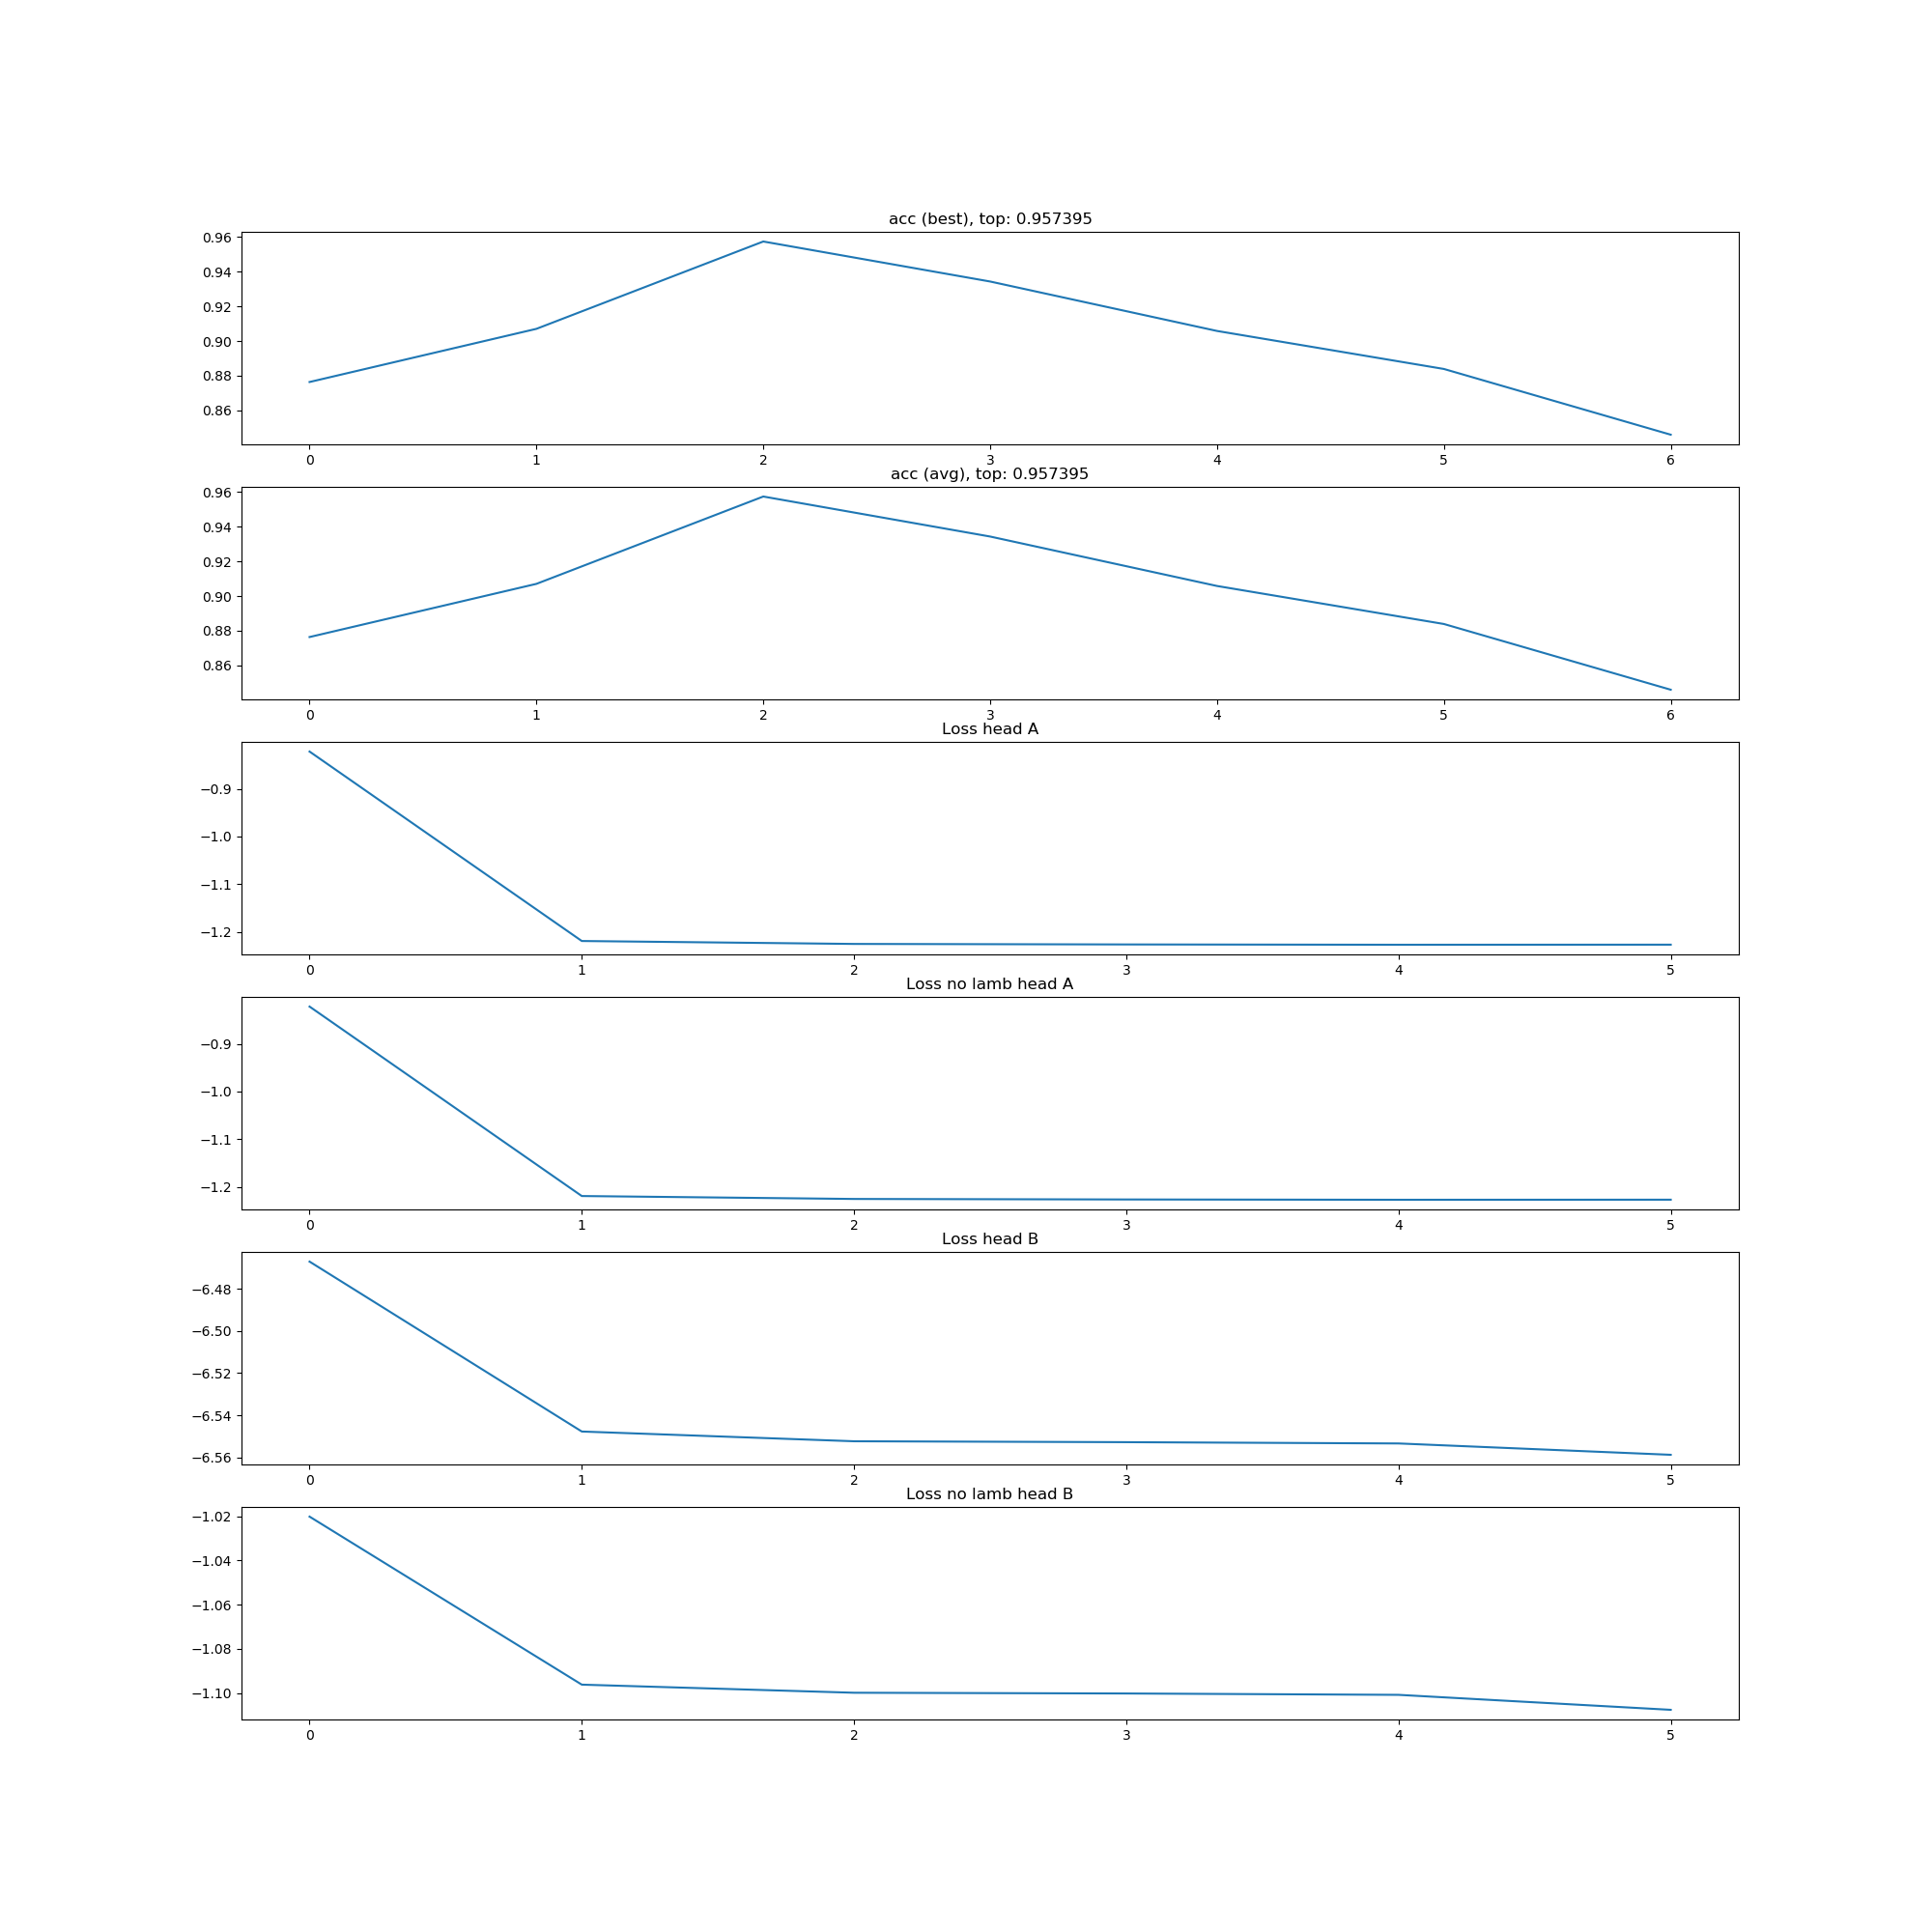 acc (best), top: 0.957395
0.96
0.94
0.92
0.90
0.88
0.86
0 1 2 3 4 5 6
acc (avg), top: 0.957395
0.96
0.94
0.92
0.90
0.88
0.86
0 1 2 3 4 5 6
Loss head A
−0.9
−1.0
−1.1
−1.2
0 1 2 3 4 5
Loss no lamb head A
−0.9
−1.0
−1.1
−1.2
0 1 2 3 4 5
Loss head B
−6.48
−6.50
−6.52
−6.54
−6.56
0 1 2 3 4 5
Loss no lamb head B
−1.02
−1.04
−1.06
−1.08
−1.10
0 1 2 3 4 5